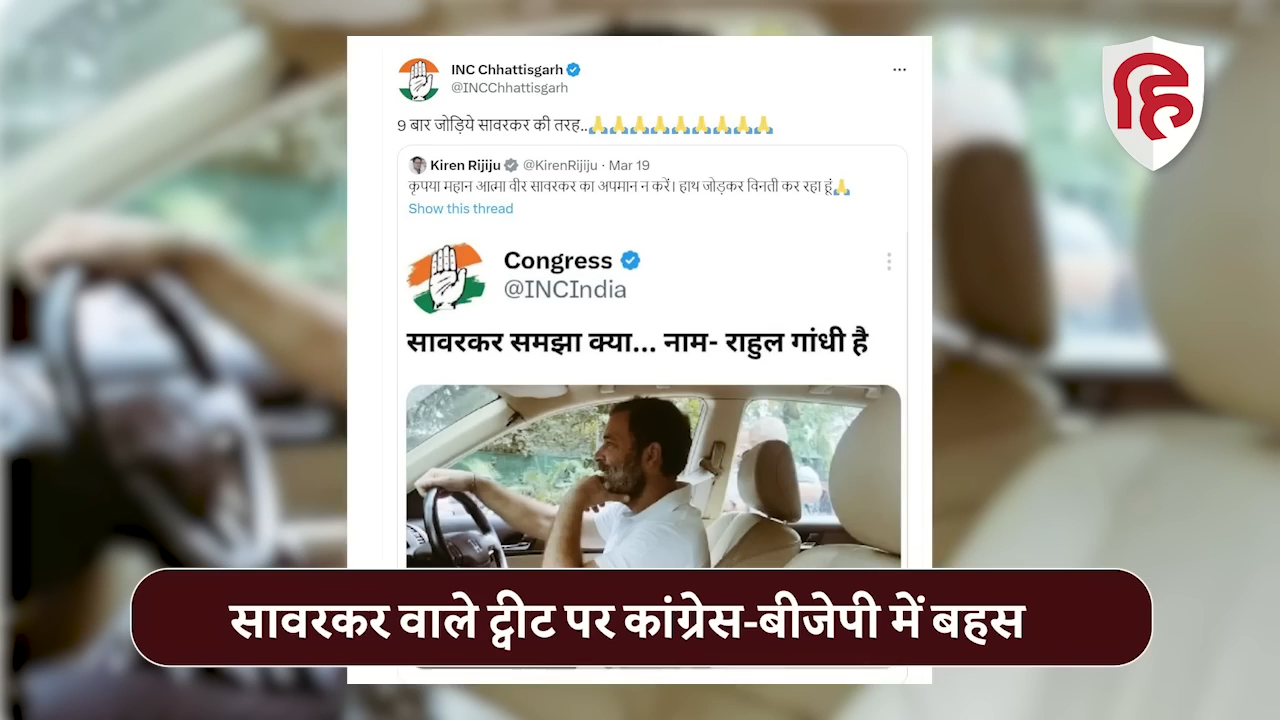 INC Chhattisgarh
@INCChhattisgarh
9 बार जोड़िये सावरकर की तरह..🙏🙏🙏🙏🙏🙏🙏🙏🙏
Kiren Rijiju @KirenRijiju · Mar 19
कृपया महान आत्मा वीर सावरकर का अपमान न करें। हाथ जोड़कर विनती कर रहा हूं🙏
Show this thread
Congress
@INCIndia
सावरकर समझा क्या... नाम- राहुल गांधी है
सावरकर वाले ट्वीट पर कांग्रेस-बीजेपी में बहस
हि